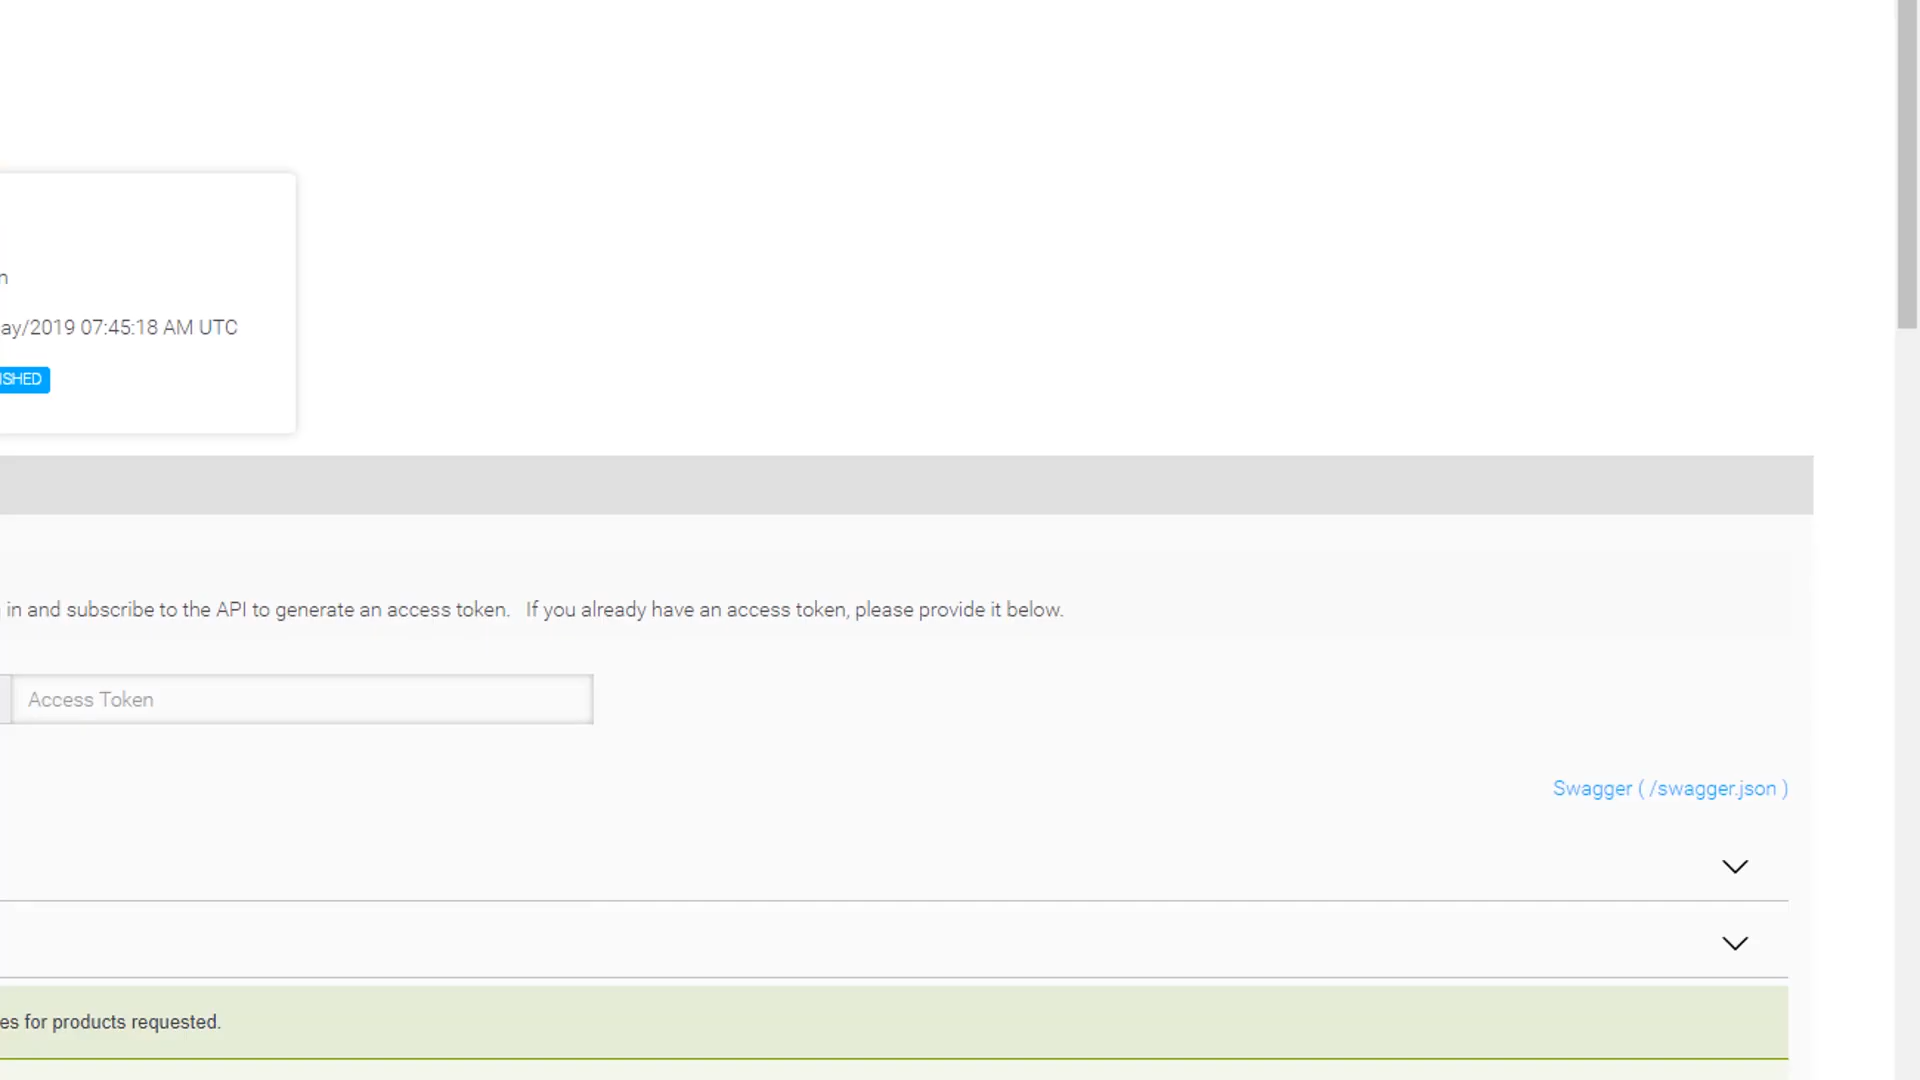 n
ay/2019 07:45:18 AM UTC
ISHED
in and subscribe to the API to generate an access token. If you already have an access token, please provide it below.
Access Token
Swagger ( /swagger.json )
es for products requested.